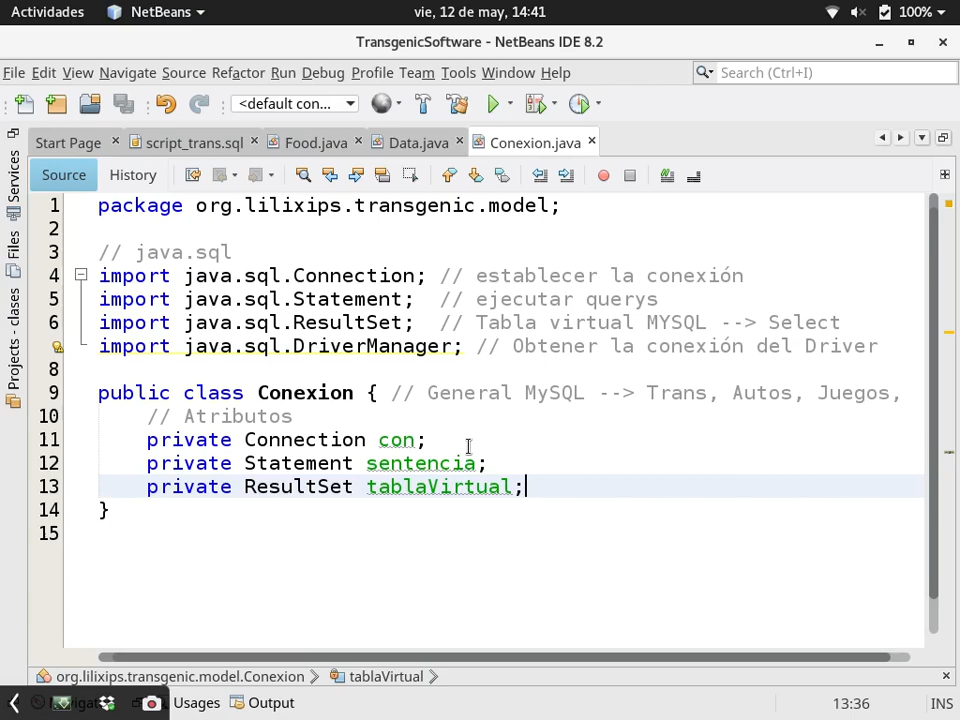 Actividades NetBeans vie, 12 de may, 14:41 100%
TransgenicSoftware - NetBeans IDE 8.2
File Edit View Navigate Source Refactor Run Debug Profile Team Tools Window Help Search (Ctrl+I)
<default con...
Start Page script_trans.sql Food.java Data.java Conexion.java
Source History
Services
Files
Projects - clases
1 package org.lilixips.transgenic.model;
2
3 // java.sql
4 import java.sql.Connection; // establecer la conexión
5 import java.sql.Statement; // ejecutar querys
6 import java.sql.ResultSet; // Tabla virtual MYSQL --> Select
import java.sql.DriverManager; // Obtener la conexión del Driver
8
9 public class Conexion { // General MySQL --> Trans, Autos, Juegos,
10 // Atributos
11 private Connection con;
12 private Statement sentencia;
13 private ResultSet tablaVirtual;
14 }
15
org.lilixips.transgenic.model.Conexion tablaVirtual
Usages Output 13:36 INS